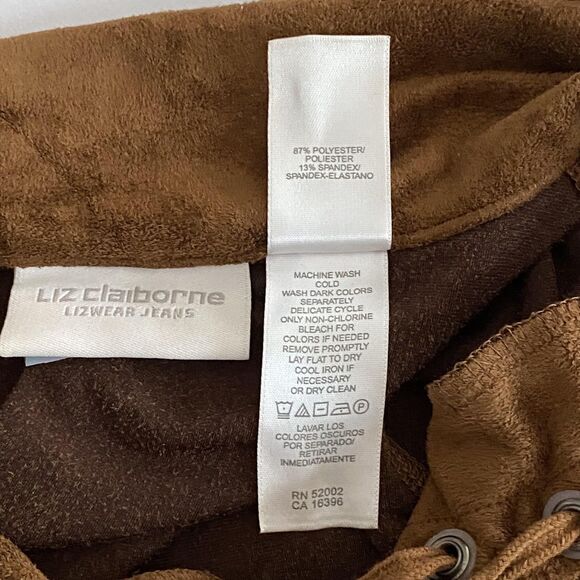 87% POLYESTER/
POLIESTER
13% SPANDEX/
SPANDEX-ELASTANO
LIZ claiborne
LIZWEAR JEANS
MACHINE WASH
COLD
WASH DARK COLORS
SEPARATELY
DELICATE CYCLE
ONLY NON-CHLORINE
BLEACH FOR
COLORS IF NEEDED
REMOVE PROMPTLY
LAY FLAT TO DRY
COOL IRON IF
NECESSARY
OR DRY CLEAN
LAVAR LOS
COLORES OSCUROS
POR SEPARADO/
RETIRAR
INMEDIATAMENTE
RN 52002
CA 16396